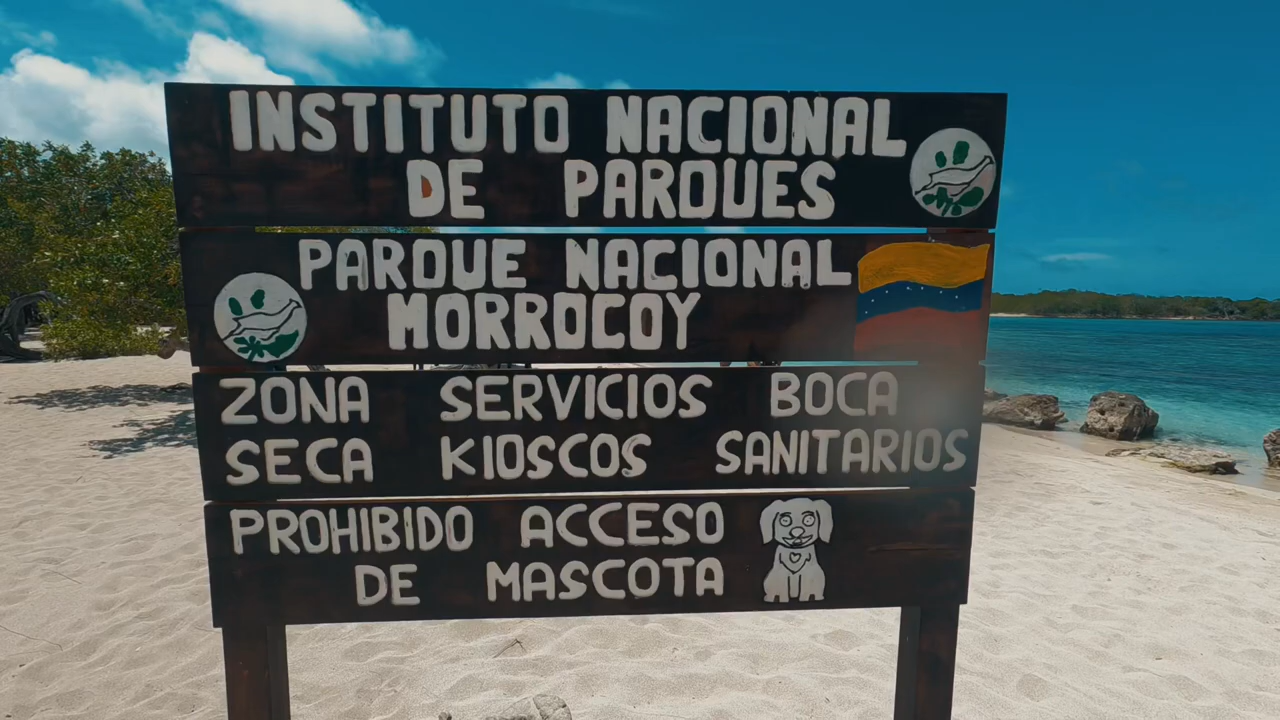 INSTITUTO NACIONAL
DE PARQUES
PARQUE NACIONAL
MORROCOY
ZONA SERVICIOS BOCA
SECA KIOSCOS SANITARIOS
PROHIBIDO ACCESO
DE MASCOTA